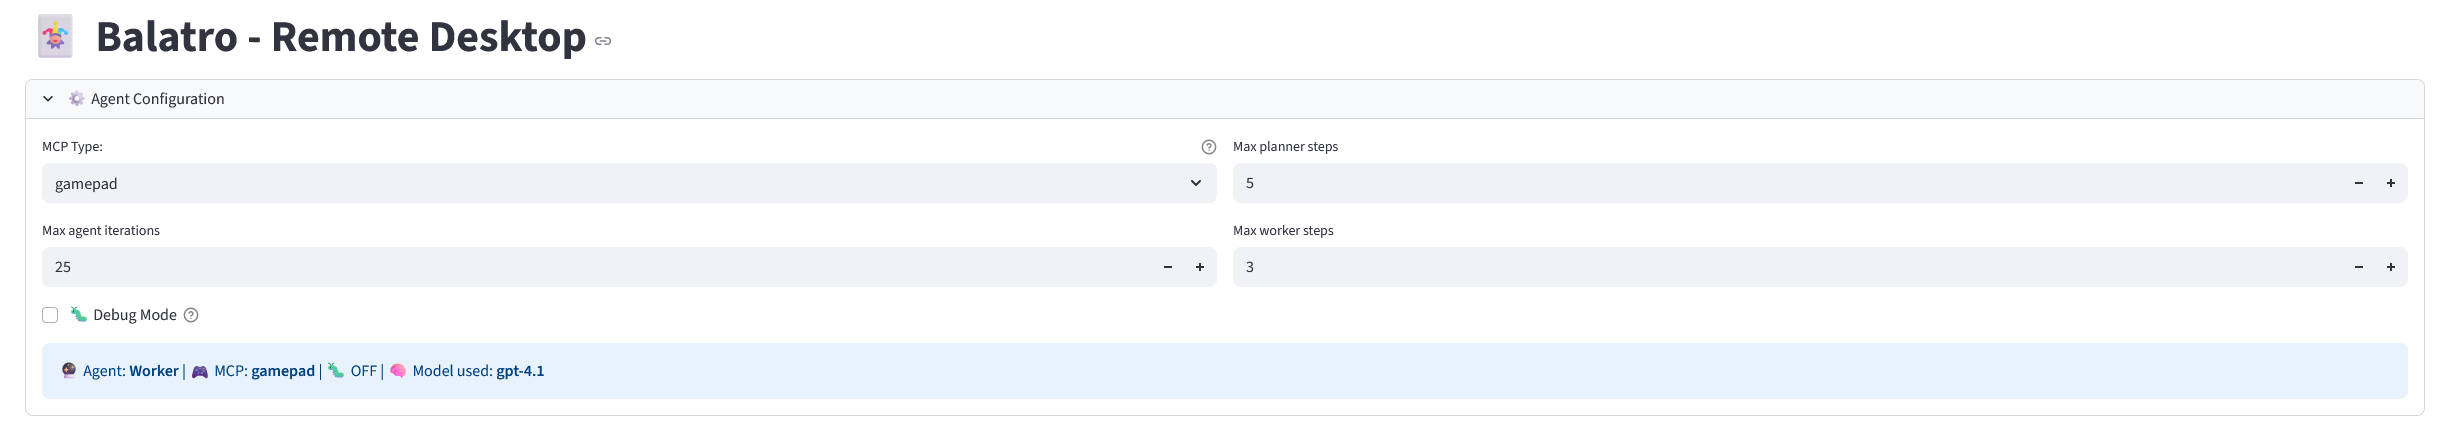 Balatro - Remote Desktop
Agent Configuration
MCP Type:
gamepad
Max planner steps
5
Max agent iterations
25
Max worker steps
3
Debug Mode
Agent: Worker | MCP: gamepad | OFF | Model used: gpt-4.1